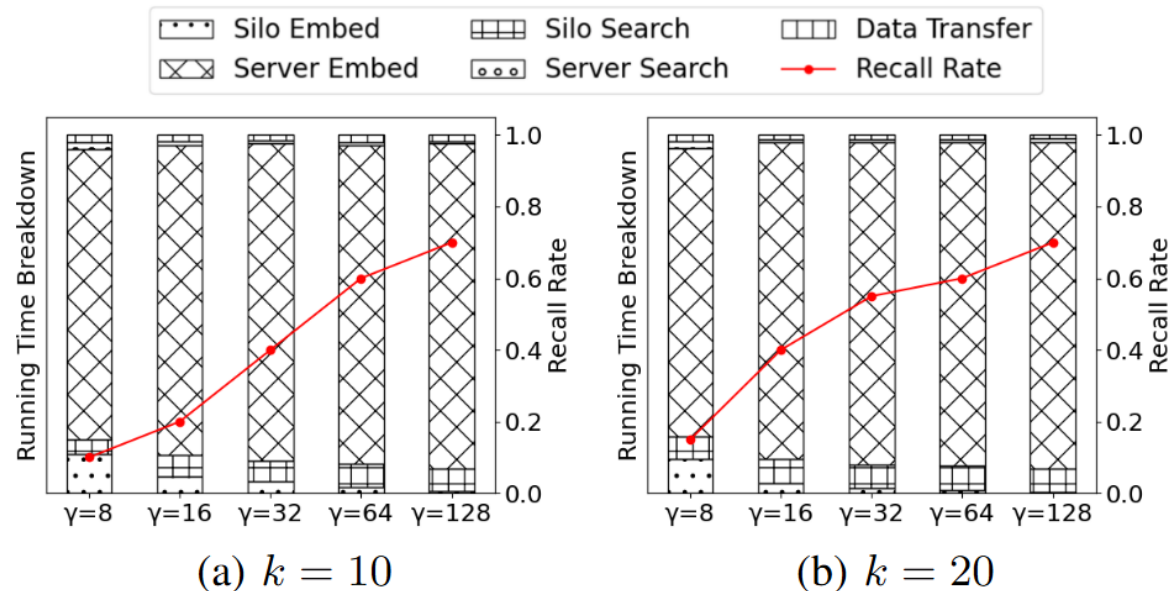 Silo Embed Silo Search Data Transfer
Server Embed Server Search Recall Rate
Running Time Breakdown
1.0
0.8
0.6
0.4
0.2
0.0
Recall Rate
γ=8 γ=16 γ=32 γ=64 γ=128
(a) k = 10
Running Time Breakdown
1.0
0.8
0.6
0.4
0.2
0.0
Recall Rate
γ=8 γ=16 γ=32 γ=64 γ=128
(b) k = 20